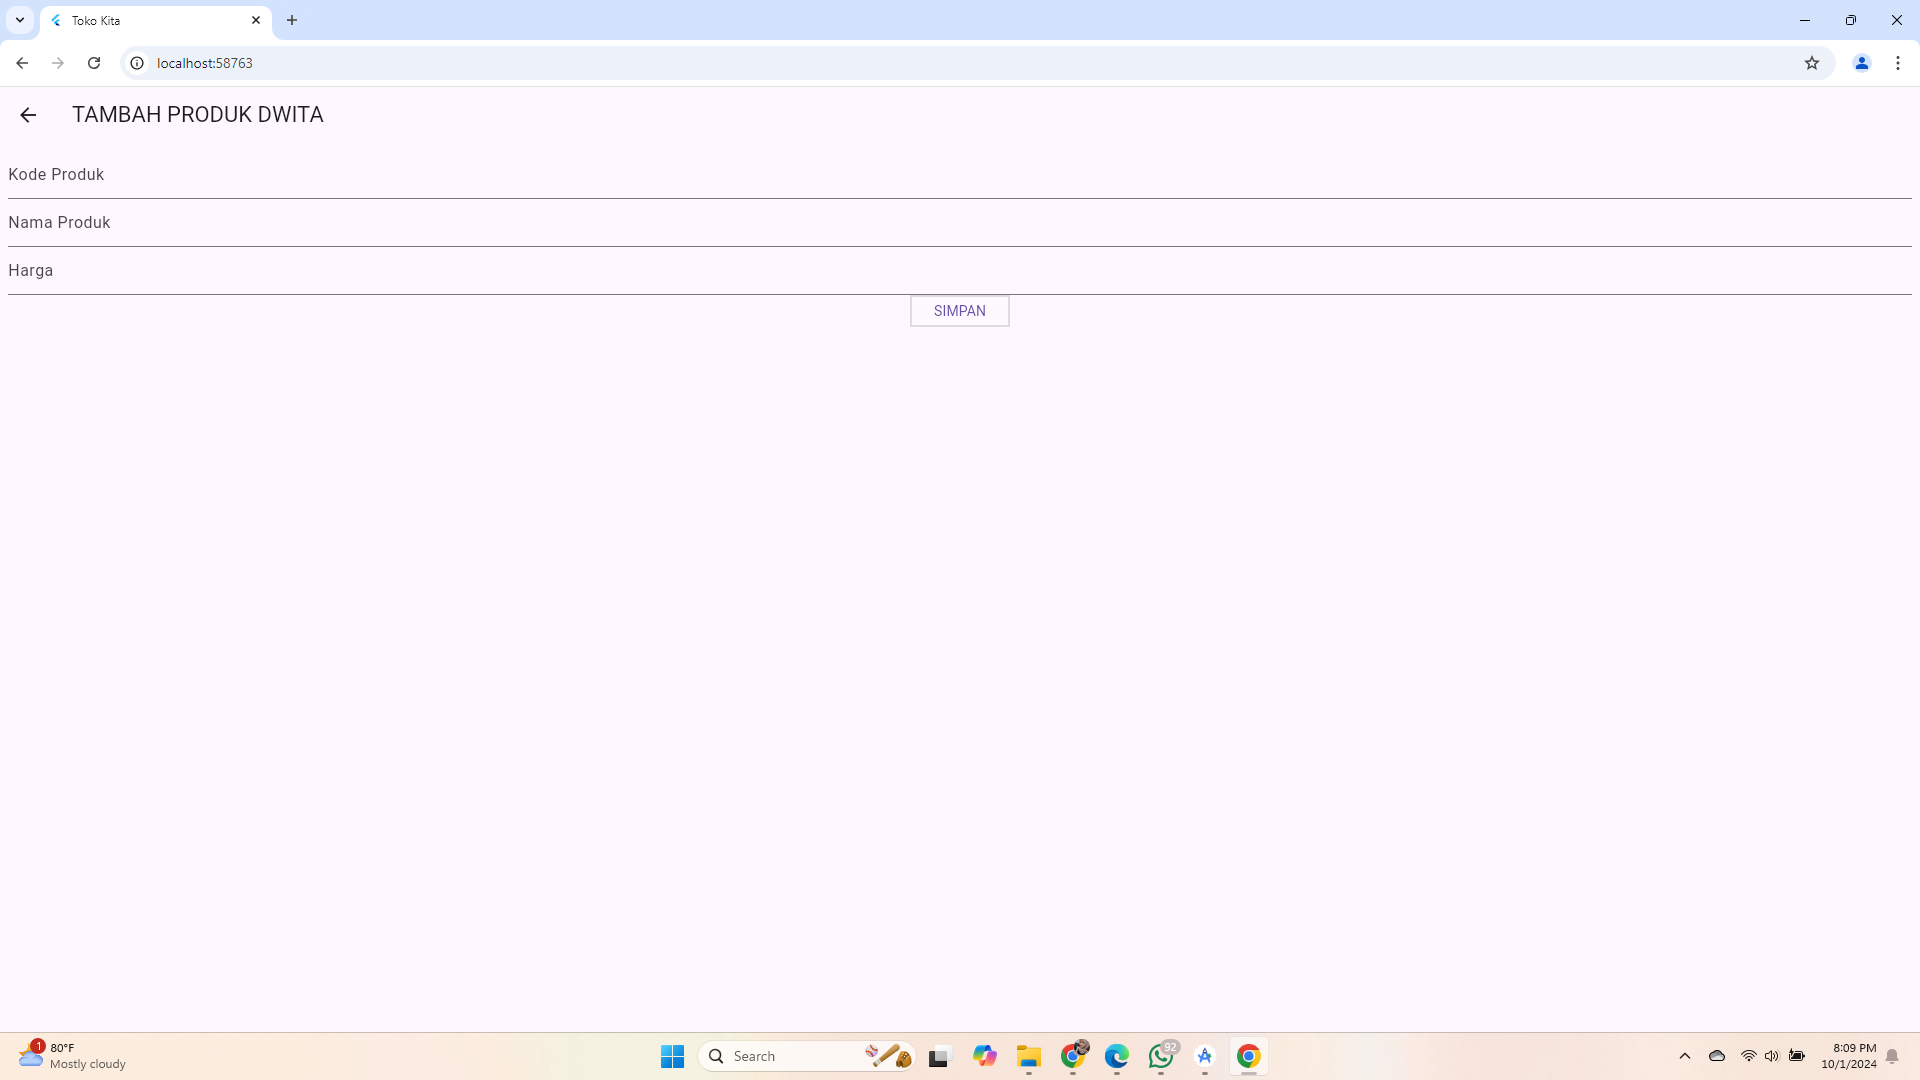 Toko Kita
localhost:58763
TAMBAH PRODUK DWITA
Kode Produk
Nama Produk
Harga
SIMPAN
1
80°F
Mostly cloudy
Search
92
8:09 PM
10/1/2024